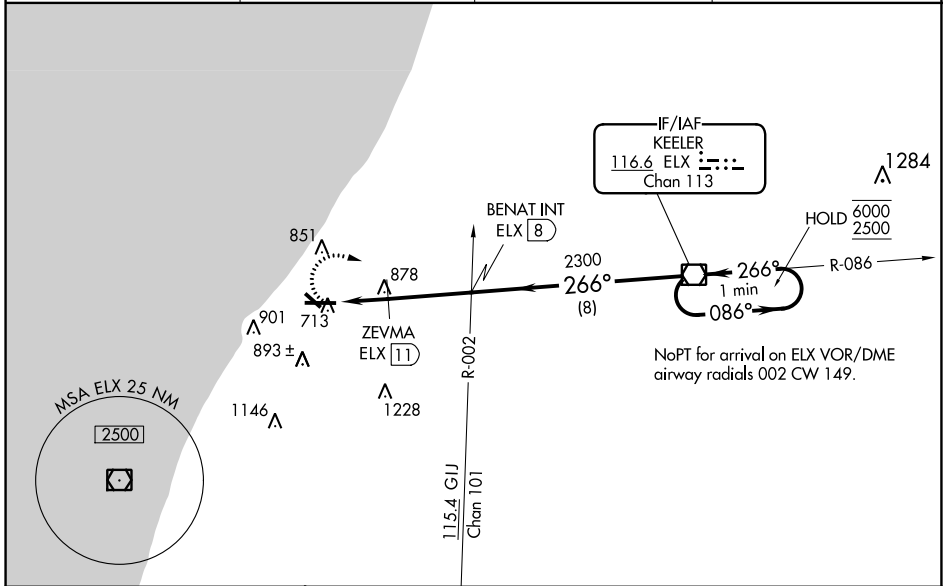 IF/IAF
KEELER
116.6 ELX
Chan 113
1284
HOLD 6000
2500
BENAT INT
ELX 8
851
878
2300
266°
(8)
266°
1 min
086°
R-086
713
901
893 ±
ZEVMA
ELX 11
R-002
NoPT for arrival on ELX VOR/DME
airway radials 002 CW 149.
MSA ELX 25 NM
2500
1146
1228
115.4 GIJ
Chan 101